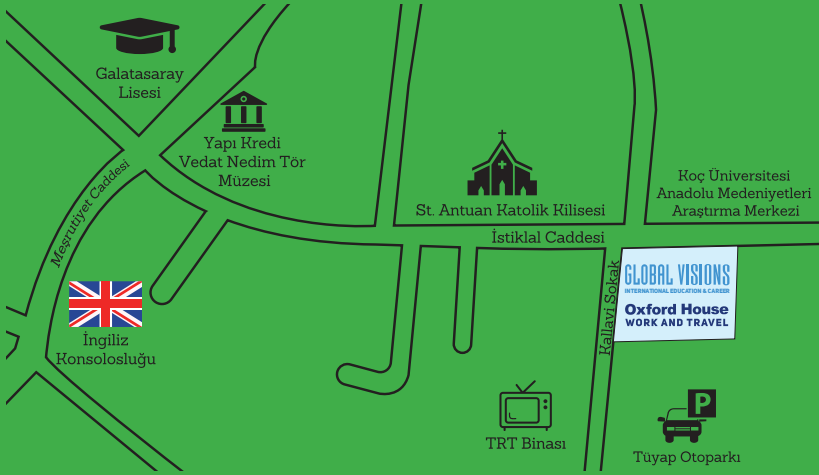 Galatasaray
Lisesi
Yapı Kredi
Vedat Nedim Tör
Müzesi
Meşrutiyet Caddesi
St. Antuan Katolik Kilisesi
Koç Üniversitesi
Anadolu Medeniyetleri
Araştırma Merkezi
İstiklal Caddesi
Kallavi Sokak
GLOBAL VISIONS
INTERNATIONAL EDUCATION & CAREER
Oxford House
WORK AND TRAVEL
İngiliz
Konsolosluğu
TRT Binası
P
Tüyap Otoparkı